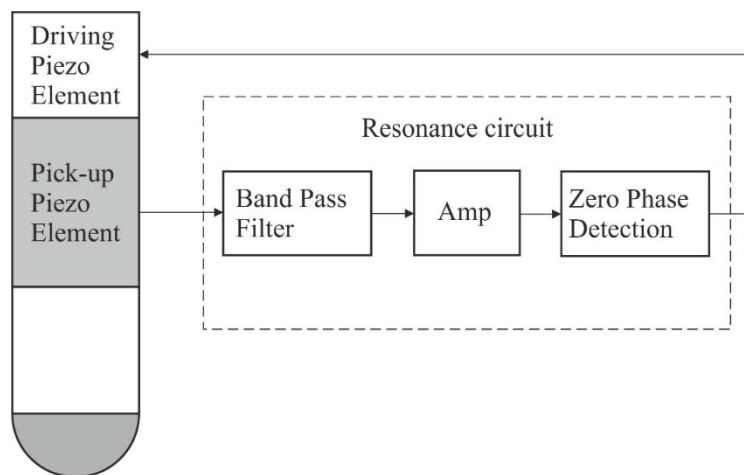 Driving
Piezo
Element
Resonance circuit
Pick-up
Piezo
Element
Band Pass
Filter
Amp
Zero Phase
Detection